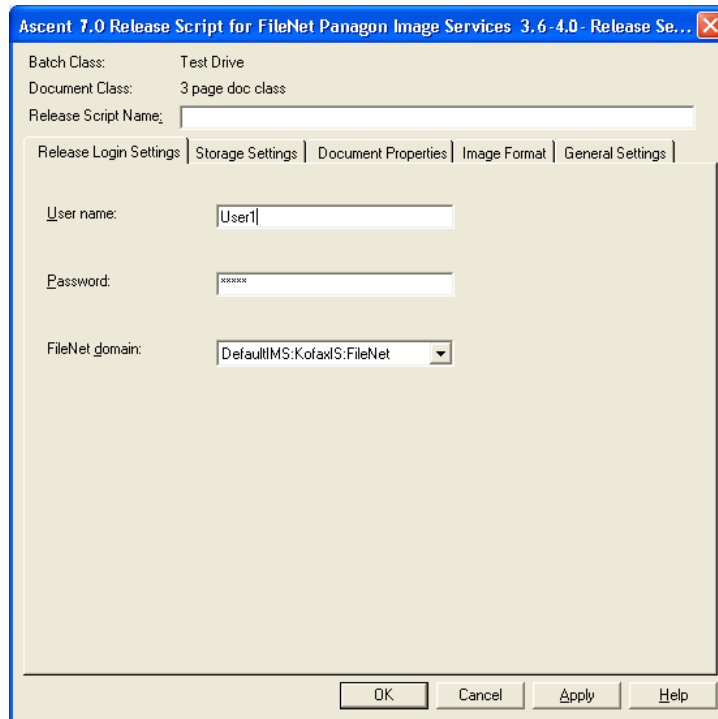 Ascent 7.0 Release Script for FileNet Panagon Image Services 3.6-4.0- Release Se...
Batch Class: Test Drive
Document Class: 3 page doc class
Release Script Name:
Release Login Settings Storage Settings Document Properties Image Format General Settings
User name: User1
Password: *****
FileNet domain: DefaultIMS:KofaxIS:FileNet
OK Cancel Apply Help